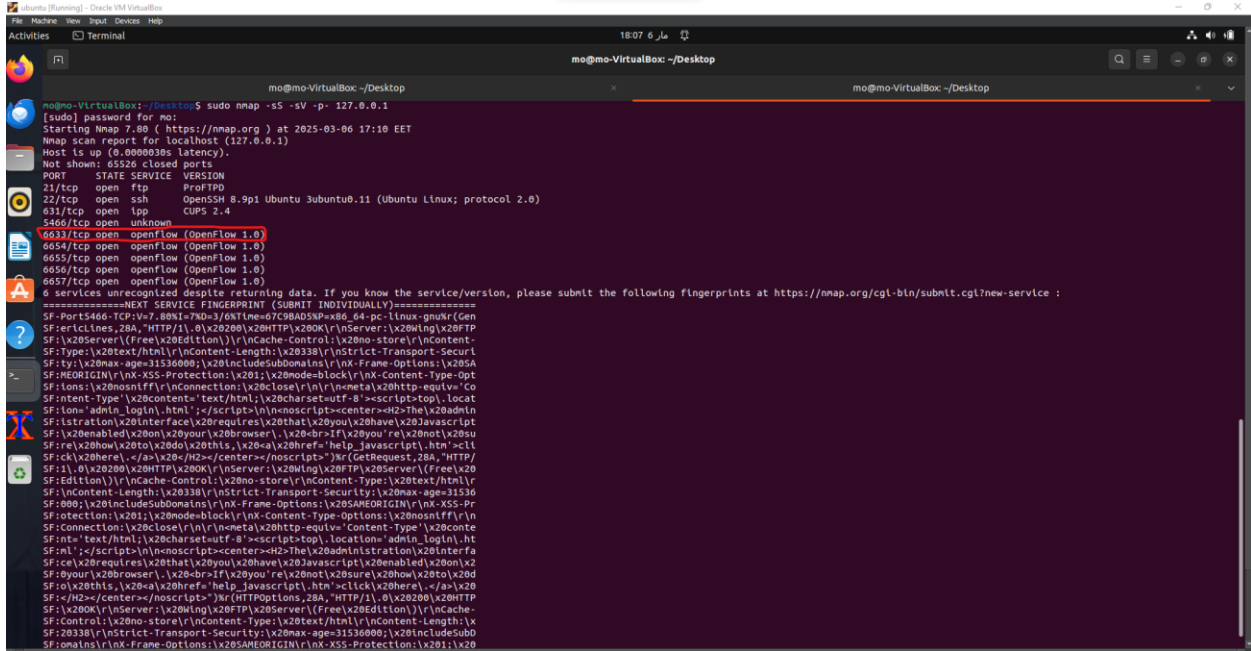 ubuntu [Running] - Oracle VM VirtualBox
File Machine View Input Devices Help
Activities Terminal 18:07 6 مار
mo@mo-VirtualBox: ~/Desktop
mo@mo-VirtualBox: ~/Desktop × mo@mo-VirtualBox: ~/Desktop ×
mo@mo-VirtualBox:~/Desktop$ sudo nmap -sS -sV -p- 127.0.0.1
[sudo] password for mo:
Starting Nmap 7.80 ( https://nmap.org ) at 2025-03-06 17:10 EET
Nmap scan report for localhost (127.0.0.1)
Host is up (0.0000030s latency).
Not shown: 65526 closed ports
PORT STATE SERVICE VERSION
21/tcp open ftp ProFTPD
22/tcp open ssh OpenSSH 8.9p1 Ubuntu 3ubuntu0.11 (Ubuntu Linux; protocol 2.0)
631/tcp open ipp CUPS 2.4
5466/tcp open unknown
6633/tcp open openflow (OpenFlow 1.0)
6654/tcp open openflow (OpenFlow 1.0)
6655/tcp open openflow (OpenFlow 1.0)
6656/tcp open openflow (OpenFlow 1.0)
6657/tcp open openflow (OpenFlow 1.0)
6 services unrecognized despite returning data. If you know the service/version, please submit the following fingerprints at https://nmap.org/cgi-bin/submit.cgi?new-service :
==============NEXT SERVICE FINGERPRINT (SUBMIT INDIVIDUALLY)==============
SF-Port5466-TCP:V=7.80%I=7%D=3/6%Time=67C9BAD5%P=x86_64-pc-linux-gnu%r(Gen
SF:ericLines,28A,"HTTP/1\.0\x20200\x20HTTP\x20OK\r\nServer:\x20Wing\x20FTP
SF:\x20Server\(Free\x20Edition\)\r\nCache-Control:\x20no-store\r\nContent-
SF:Type:\x20text/html\r\nContent-Length:\x20338\r\nStrict-Transport-Securi
SF:ty:\x20max-age=31536000;\x20includeSubDomains\r\nX-Frame-Options:\x20SA
SF:MEORIGIN\r\nX-XSS-Protection:\x201;\x20mode=block\r\nX-Content-Type-Opt
SF:ions:\x20nosniff\r\nConnection:\x20close\r\n\r\n<meta\x20http-equiv='Co
SF:ntent-Type'\x20content='text/html;\x20charset=utf-8'><script>top\.locat
SF:ion='admin_login\.html';</script>\n\n<noscript><center><H2>The\x20admin
SF:istration\x20interface\x20requires\x20that\x20you\x20have\x20Javascript
SF:\x20enabled\x20on\x20your\x20browser\.\x20<br>If\x20you're\x20not\x20su
SF:re\x20how\x20to\x20do\x20this,\x20<a\x20href='help_javascript\.htm'>cli
SF:ck\x20here\.</a>\x20</H2></center></noscript>")%r(GetRequest,28A,"HTTP/
SF:1\.0\x20200\x20HTTP\x20OK\r\nServer:\x20Wing\x20FTP\x20Server\(Free\x20
SF:Edition\)\r\nCache-Control:\x20no-store\r\nContent-Type:\x20text/html\r
SF:\nContent-Length:\x20338\r\nStrict-Transport-Security:\x20max-age=31536
SF:000;\x20includeSubDomains\r\nX-Frame-Options:\x20SAMEORIGIN\r\nX-XSS-Pr
SF:otection:\x201;\x20mode=block\r\nX-Content-Type-Options:\x20nosniff\r\n
SF:Connection:\x20close\r\n\r\n<meta\x20http-equiv='Content-Type'\x20conte
SF:nt='text/html;\x20charset=utf-8'><script>top\.location='admin_login\.ht
SF:ml';</script>\n\n<noscript><center><H2>The\x20administration\x20interfa
SF:ce\x20requires\x20that\x20you\x20have\x20Javascript\x20enabled\x20on\x2
SF:0your\x20browser\.\x20<br>If\x20you're\x20not\x20sure\x20how\x20to\x20d
SF:o\x20this,\x20<a\x20href='help_javascript\.htm'>click\x20here\.</a>\x20
SF:</H2></center></noscript>")%r(HTTPOptions,28A,"HTTP/1\.0\x20200\x20HTTP
SF:\x20OK\r\nServer:\x20Wing\x20FTP\x20Server\(Free\x20Edition\)\r\nCache-
SF:Control:\x20no-store\r\nContent-Type:\x20text/html\r\nContent-Length:\x
SF:20338\r\nStrict-Transport-Security:\x20max-age=31536000;\x20includeSubD
SF:omains\r\nX-Frame-Options:\x20SAMEORIGIN\r\nX-XSS-Protection:\x201;\x20